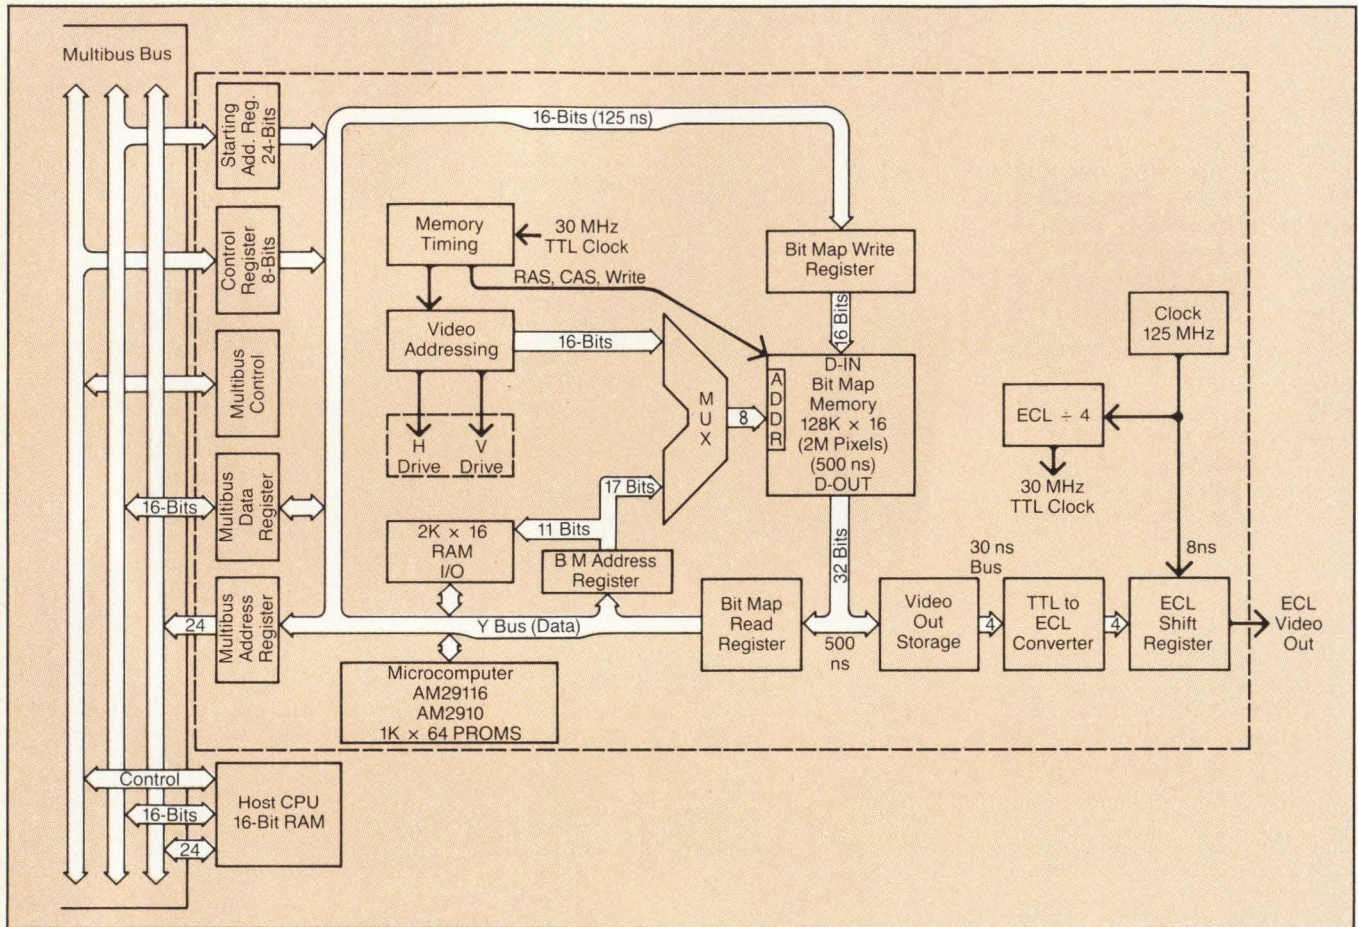 Multibus Bus
Starting
Add. Reg.
24-Bits
Control
Register
8-Bits
Multibus
Control
16-Bits
Multibus
Data
Register
24
Multibus
Address
Register
16-Bits (125 ns)
Memory
Timing
30 MHz
TTL Clock
RAS, CAS, Write
Video
Addressing
16-Bits
H
Drive
V
Drive
MUX
8
17 Bits
11 Bits
2K × 16
RAM
I/O
B M Address
Register
Y Bus (Data)
Microcomputer
AM29116
AM2910
1K × 64 PROMS
Bit Map Write
Register
16 Bits
ADDR
D-IN
Bit Map
Memory
128K × 16
(2M Pixels)
(500 ns)
D-OUT
32 Bits
Bit Map
Read
Register
500
ns
Video
Out
Storage
30 ns
Bus
4
TTL to
ECL
Converter
4
Clock
125 MHz
ECL ÷ 4
30 MHz
TTL Clock
8ns
ECL
Shift
Register
ECL
Video
Out
Control
16-Bits
24
Host CPU
16-Bit RAM